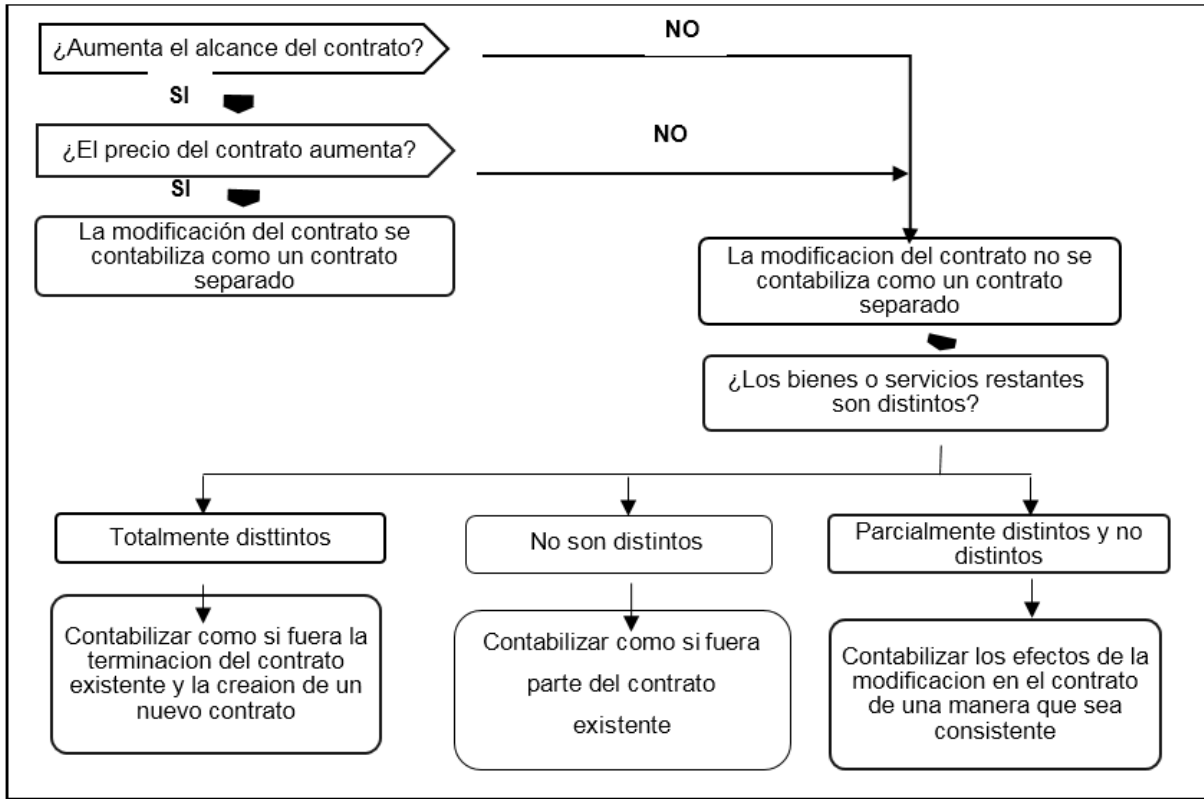 ¿Aumenta el alcance del contrato?
NO
SI
¿El precio del contrato aumenta?
NO
SI
La modificación del contrato se
contabiliza como un contrato
separado
La modificacion del contrato no se
contabiliza como un contrato
separado
¿Los bienes o servicios restantes
son distintos?
Totalmente disttintos
No son distintos
Parcialmente distintos y no
distintos
Contabilizar como si fuera la
terminacion del contrato
existente y la creaion de un
nuevo contrato
Contabilizar como si fuera
parte del contrato
existente
Contabilizar los efectos de la
modificacion en el contrato
de una manera que sea
consistente